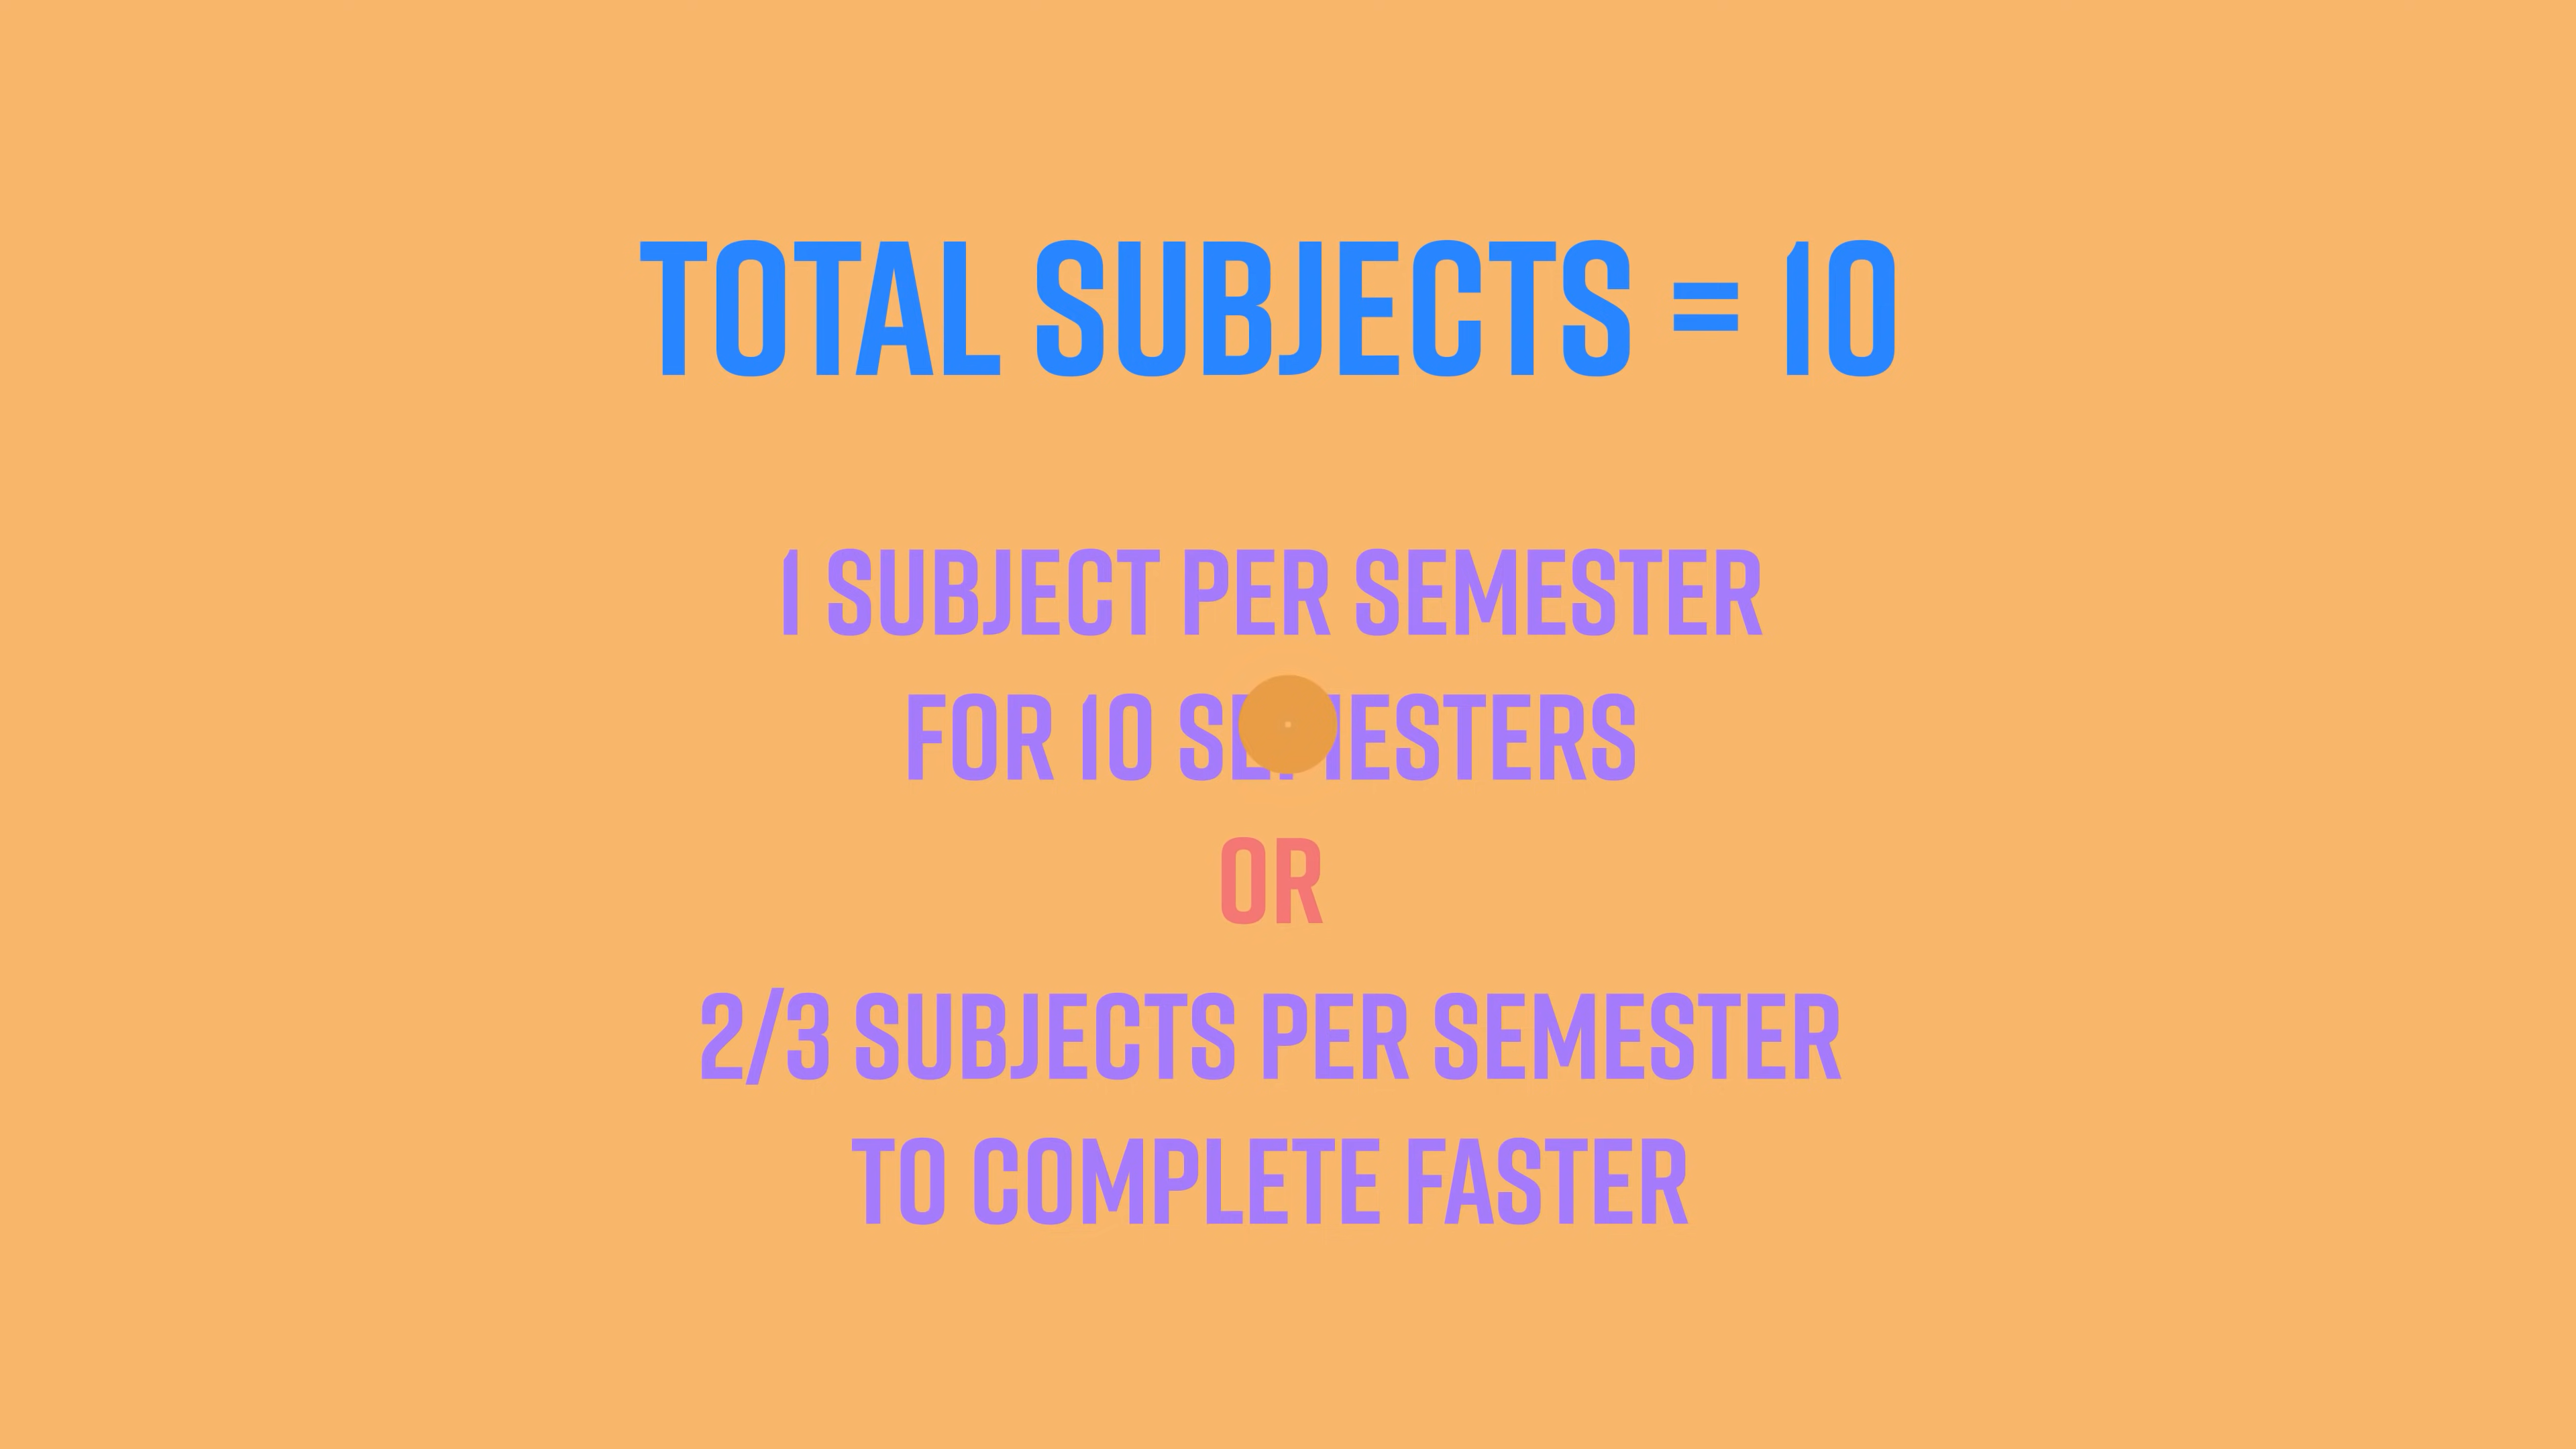 TOTAL SUBJECTS = 10
1 SUBJECT PER SEMESTER
FOR 10 SEMESTERS
OR
2/3 SUBJECTS PER SEMESTER
TO COMPLETE FASTER